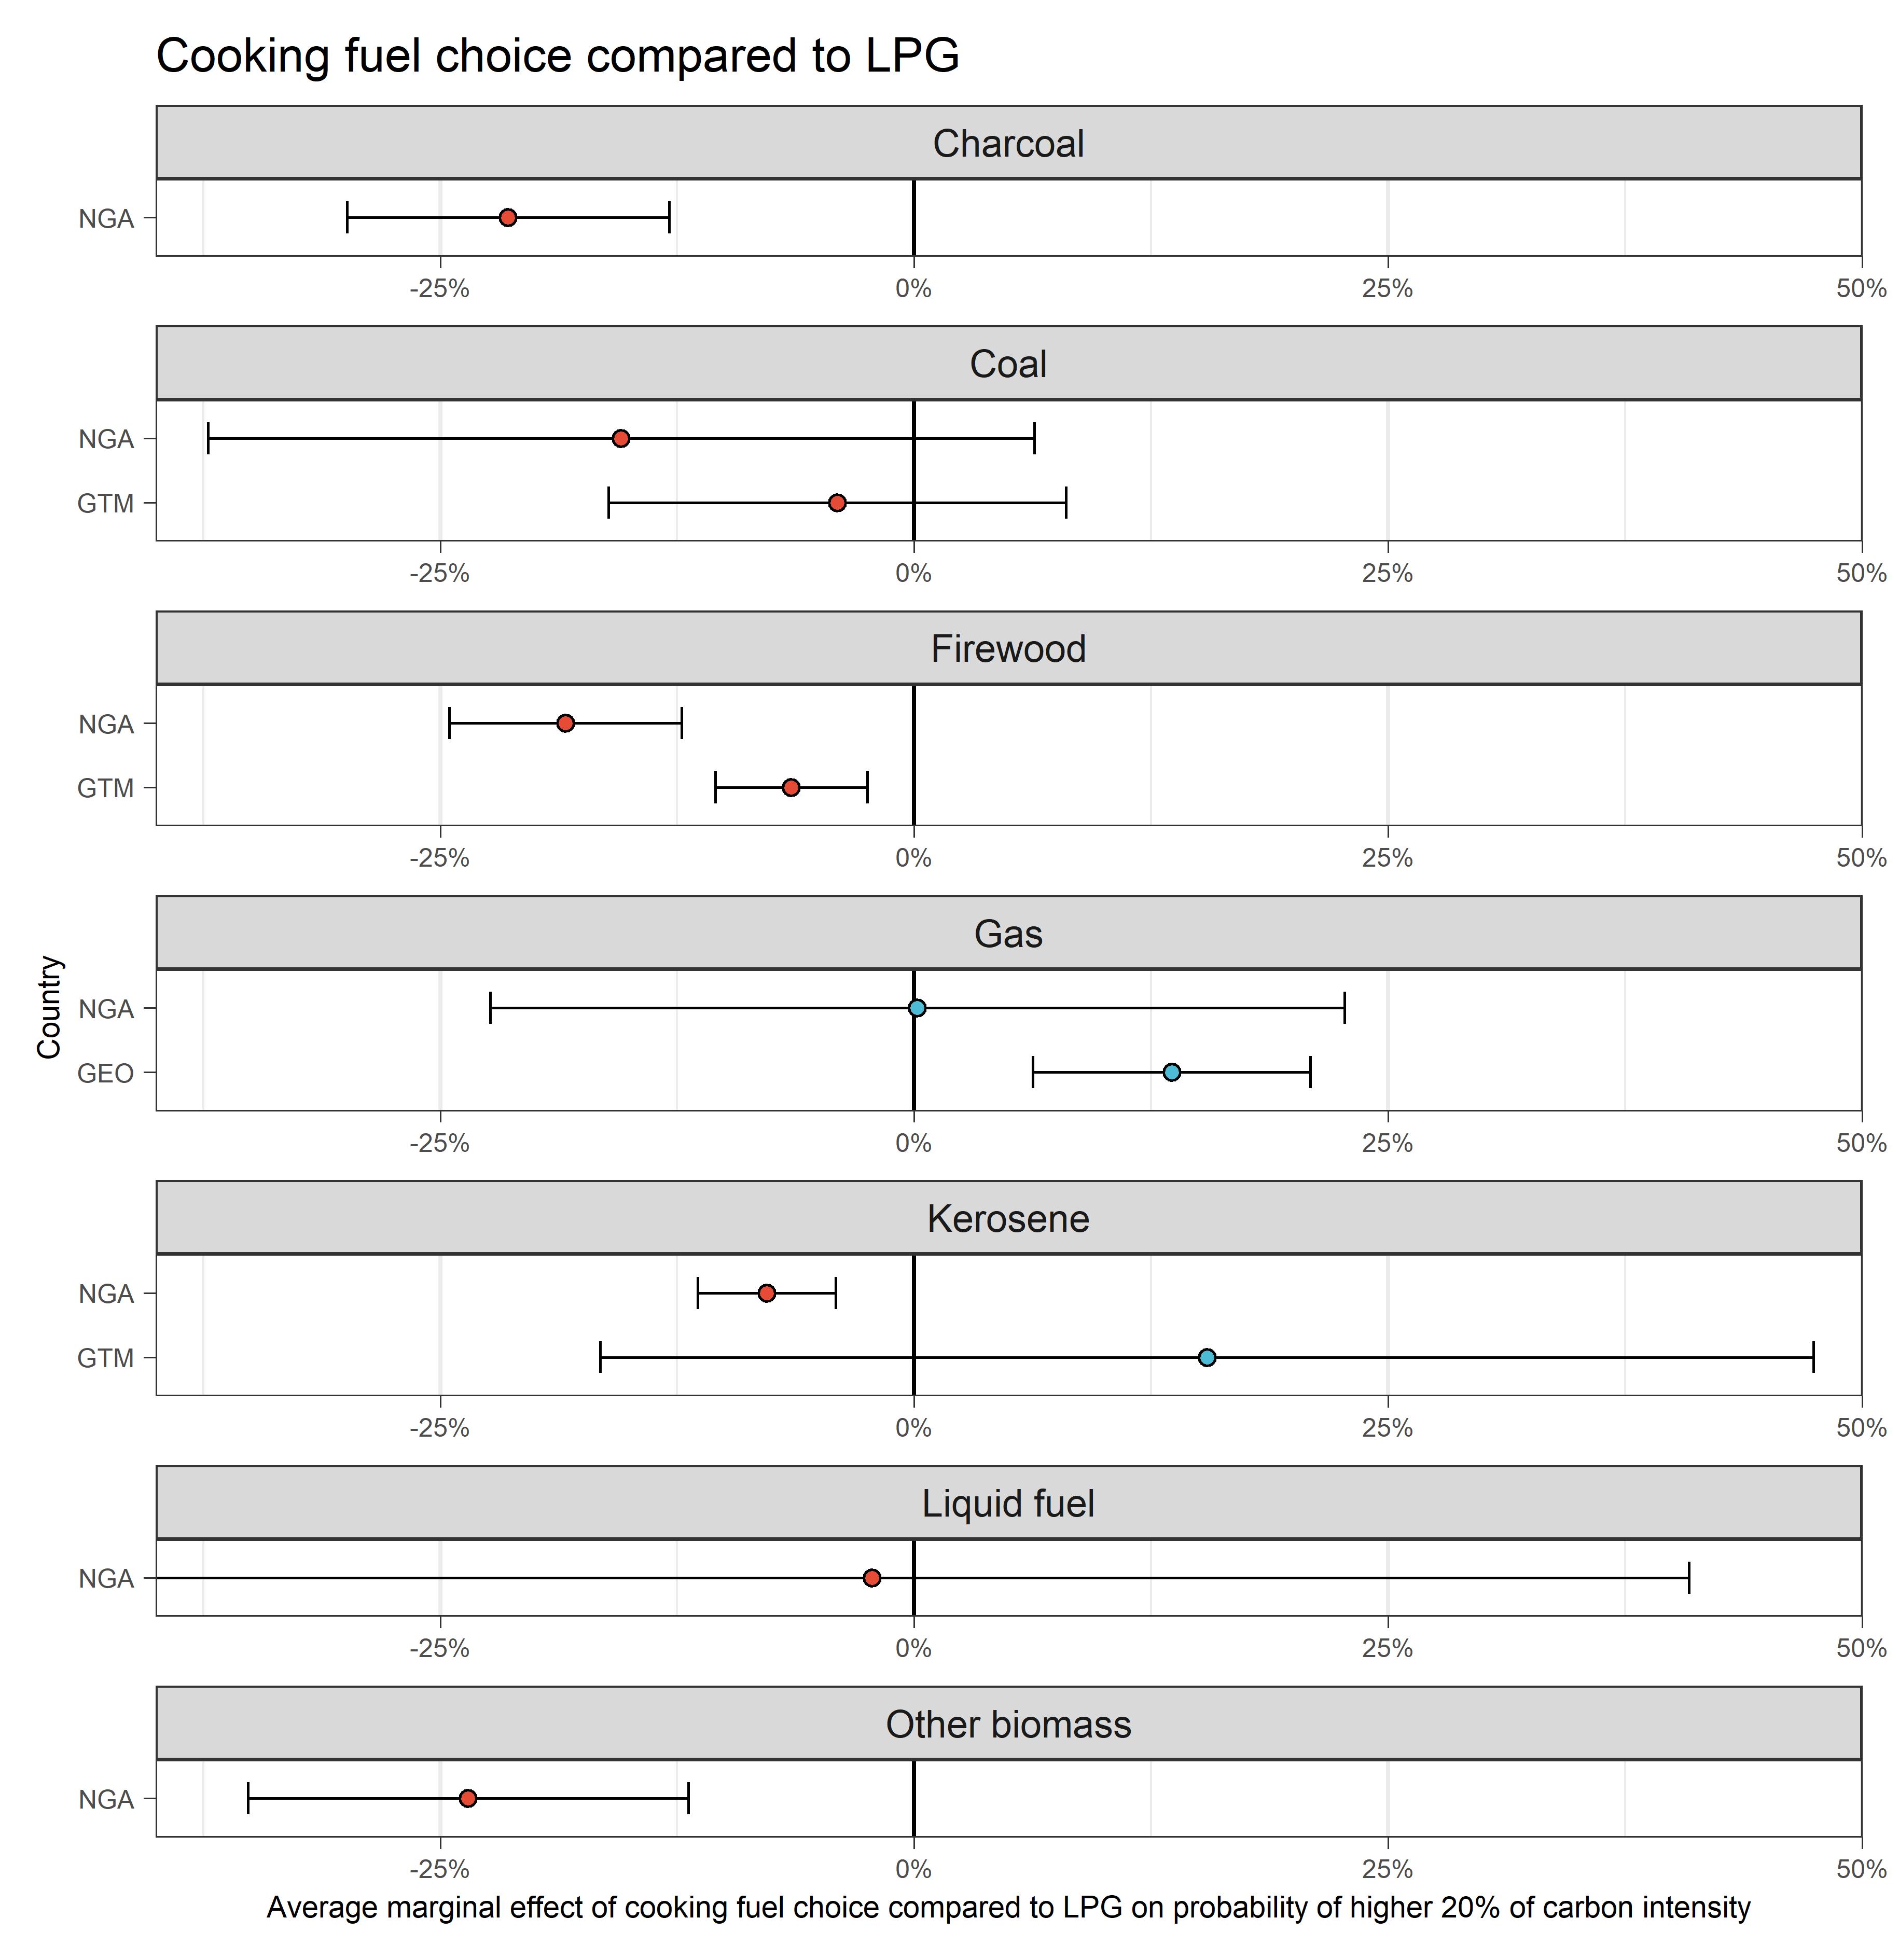 Cooking fuel choice compared to LPG
Charcoal
NGA
-25% 0% 25% 50%
Coal
NGA
GTM
-25% 0% 25% 50%
Firewood
NGA
GTM
-25% 0% 25% 50%
Gas
Country
NGA
GEO
-25% 0% 25% 50%
Kerosene
NGA
GTM
-25% 0% 25% 50%
Liquid fuel
NGA
-25% 0% 25% 50%
Other biomass
NGA
-25% 0% 25% 50%
Average marginal effect of cooking fuel choice compared to LPG on probability of higher 20% of carbon intensity